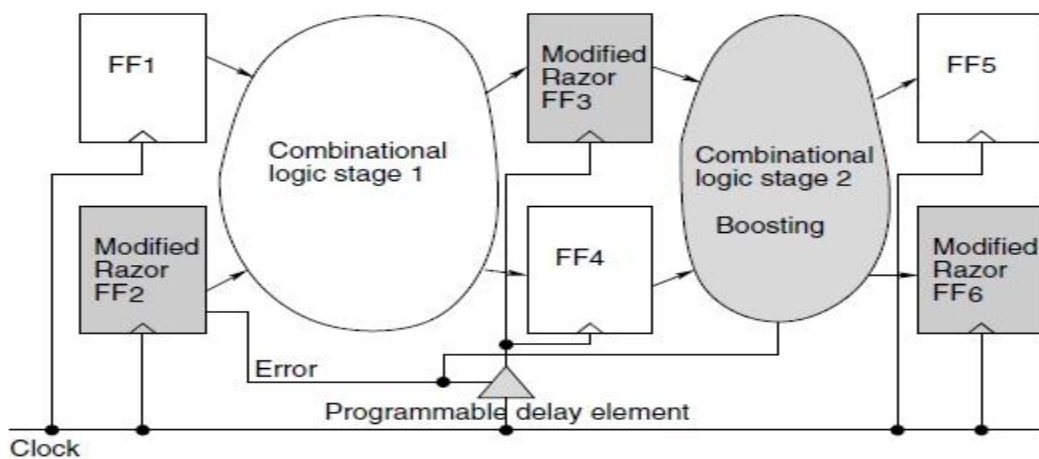 FF1
Modified
Razor
FF2
Combinational
logic stage 1
Modified
Razor
FF3
FF4
Combinational
logic stage 2
Boosting
FF5
Modified
Razor
FF6
Error
Programmable delay element
Clock